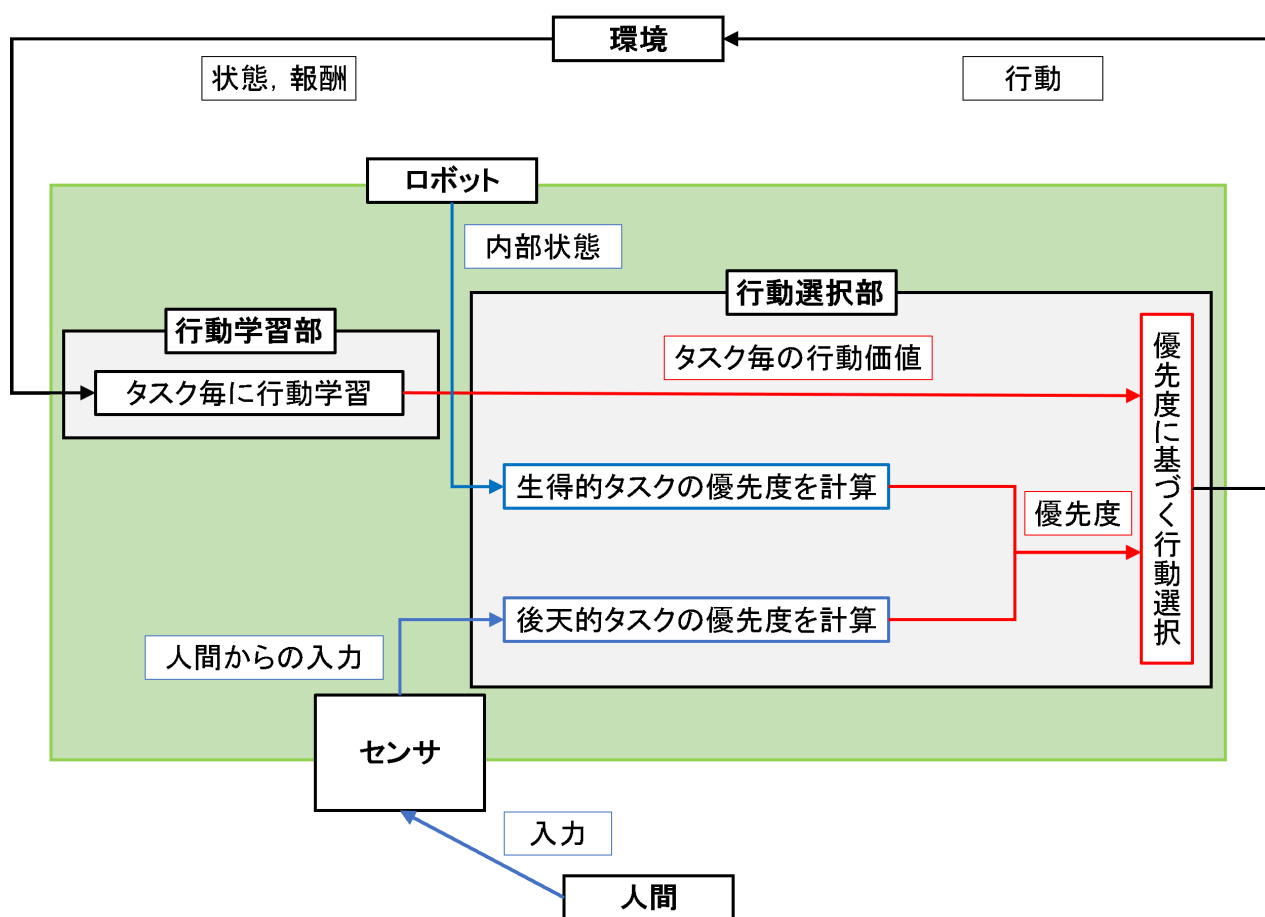 環境
状態, 報酬
行動
ロボット
内部状態
行動選択部
行動学習部
タスク毎の行動価値
タスク毎に行動学習
優先度に基づく行動選択
生得的タスクの優先度を計算
優先度
後天的タスクの優先度を計算
人間からの入力
センサ
入力
人間